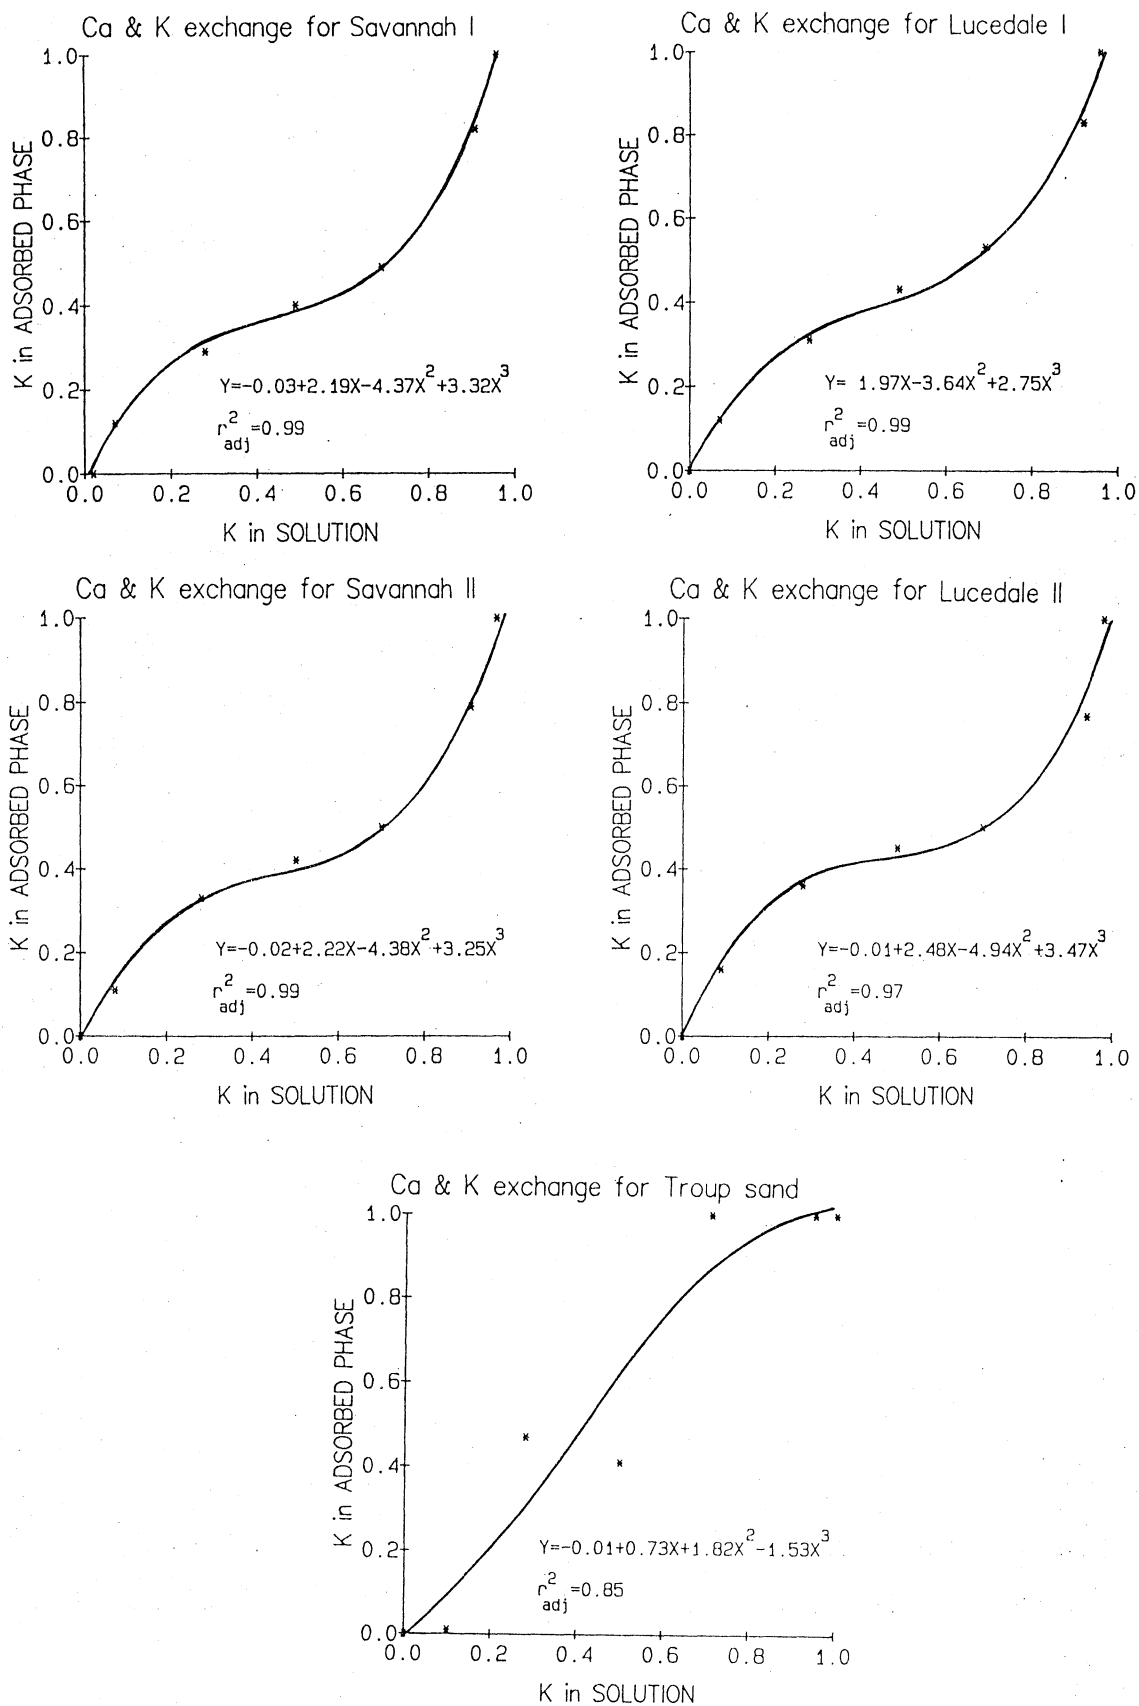 Ca & K exchange for Savannah I
1.0
0.8
0.6
0.4
0.2
0.0
K in ADSORBED PHASE
Y=-0.03+2.19X-4.37X²+3.32X³
r²adj=0.99
0.0 0.2 0.4 0.6 0.8 1.0
K in SOLUTION
Ca & K exchange for Lucedale I
1.0
0.8
0.6
0.4
0.2
0.0
K in ADSORBED PHASE
Y= 1.97X-3.64X²+2.75X³
r²adj=0.99
0.0 0.2 0.4 0.6 0.8 1.0
K in SOLUTION
Ca & K exchange for Savannah II
1.0
0.8
0.6
0.4
0.2
0.0
K in ADSORBED PHASE
Y=-0.02+2.22X-4.38X²+3.25X³
r²adj=0.99
0.0 0.2 0.4 0.6 0.8 1.0
K in SOLUTION
Ca & K exchange for Lucedale II
1.0
0.8
0.6
0.4
0.2
0.0
K in ADSORBED PHASE
Y=-0.01+2.48X-4.94X²+3.47X³
r²adj=0.97
0.0 0.2 0.4 0.6 0.8 1.0
K in SOLUTION
Ca & K exchange for Troup sand
1.0
0.8
0.6
0.4
0.2
0.0
K in ADSORBED PHASE
Y=-0.01+0.73X+1.82X²-1.53X³
r²adj=0.85
0.0 0.2 0.4 0.6 0.8 1.0
K in SOLUTION